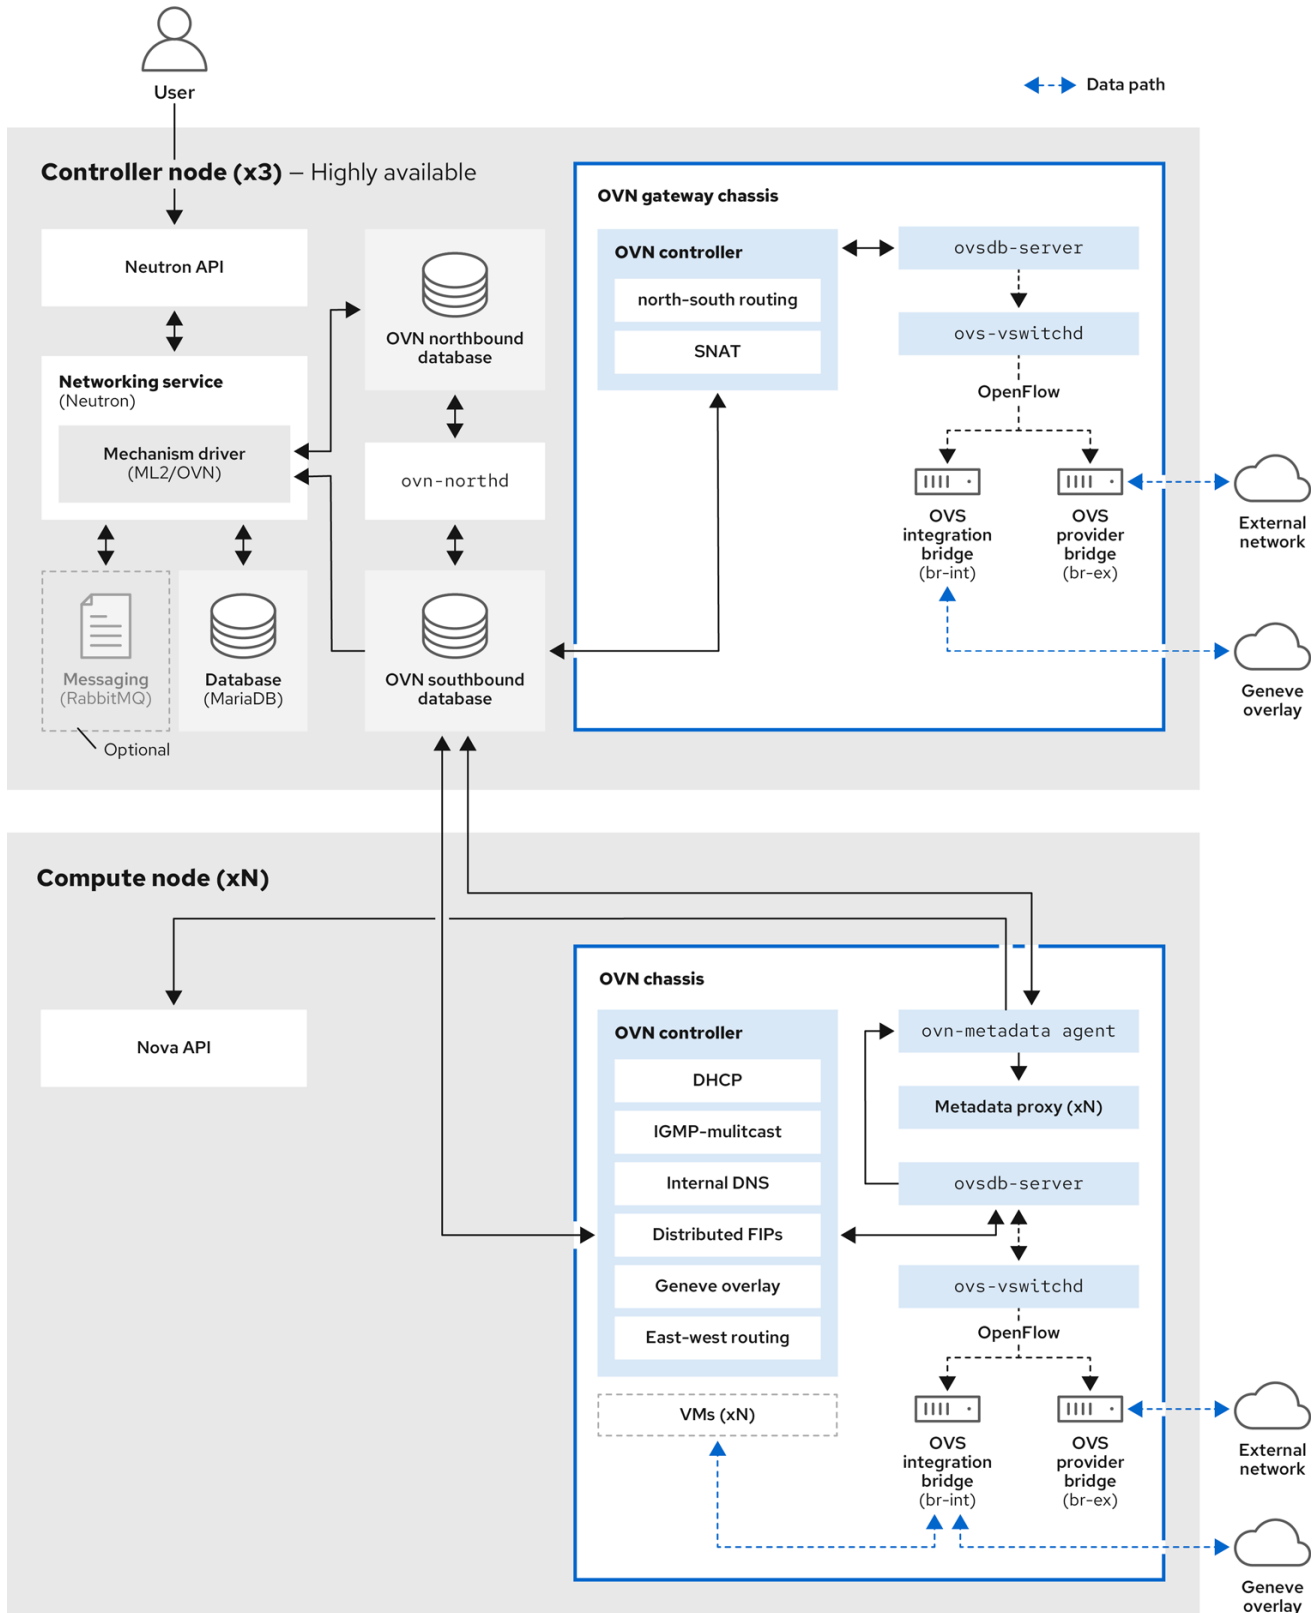 User
Data path
Controller node (x3) – Highly available
Neutron API
Networking service
(Neutron)
Mechanism driver
(ML2/OVN)
Messaging
(RabbitMQ)
Optional
Database
(MariaDB)
OVN northbound
database
ovn-northd
OVN southbound
database
OVN gateway chassis
OVN controller
north-south routing
SNAT
ovsdb-server
ovs-vswitchd
OpenFlow
OVS
integration
bridge
(br-int)
OVS
provider
bridge
(br-ex)
External
network
Geneve
overlay
Compute node (xN)
Nova API
OVN chassis
OVN controller
DHCP
IGMP-mulitcast
Internal DNS
Distributed FIPs
Geneve overlay
East-west routing
VMs (xN)
ovn-metadata agent
Metadata proxy (xN)
ovsdb-server
ovs-vswitchd
OpenFlow
OVS
integration
bridge
(br-int)
OVS
provider
bridge
(br-ex)
External
network
Geneve
overlay